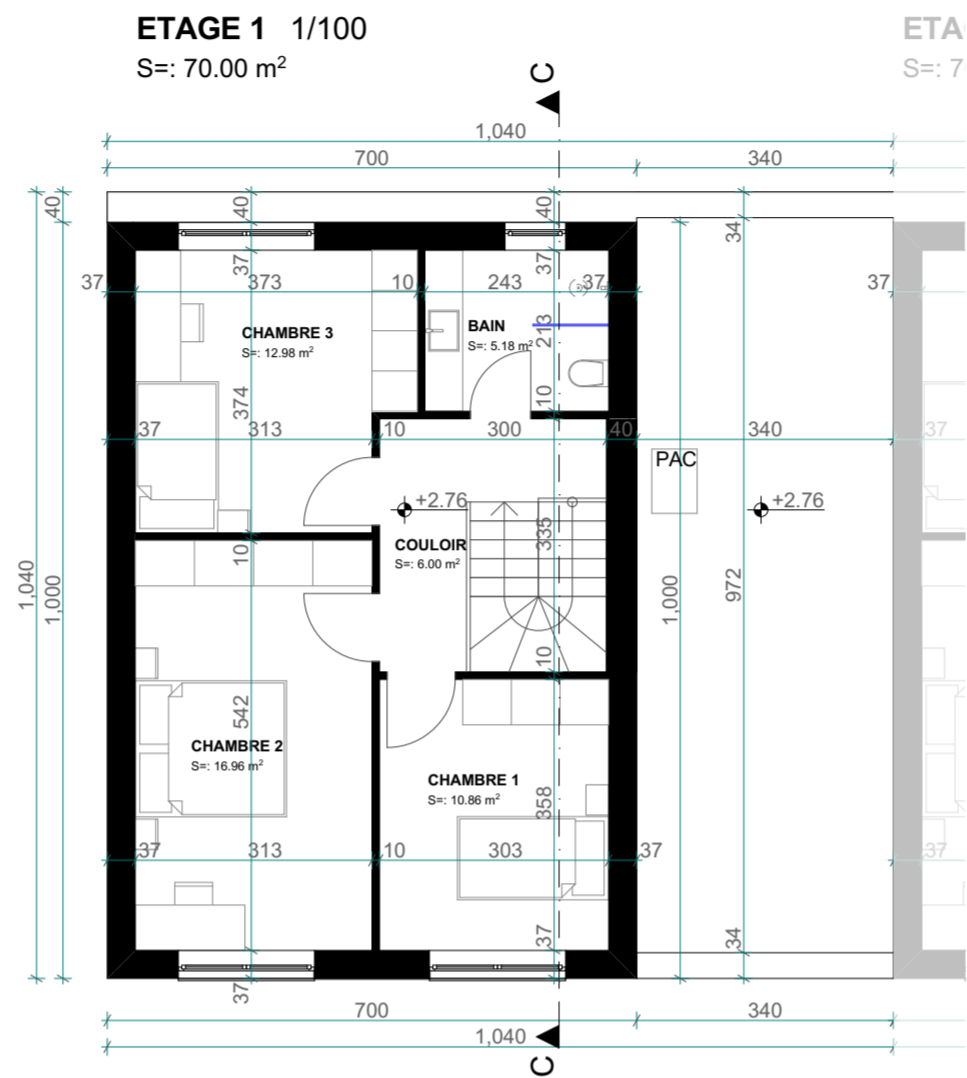 ETAGE 1 1/100
S=: 70.00 m²
ETA
S=: 7
C
1,040
700 340
40 40 40 34
37 37 37
37 373 10 243 37 37
CHAMBRE 3
S=: 12.98 m²
BAIN
S=: 5.18 m²
213
374
10
37 313 10 300 40 340 37
PAC
+2.76 +2.76
335
COULOIR
S=: 6.00 m²
10
1,040
1,000
1,000
972
10
542
CHAMBRE 2
S=: 16.96 m²
CHAMBRE 1
S=: 10.86 m²
358
37 313 10 303 37 37
37
34
37
700 340
1,040
C